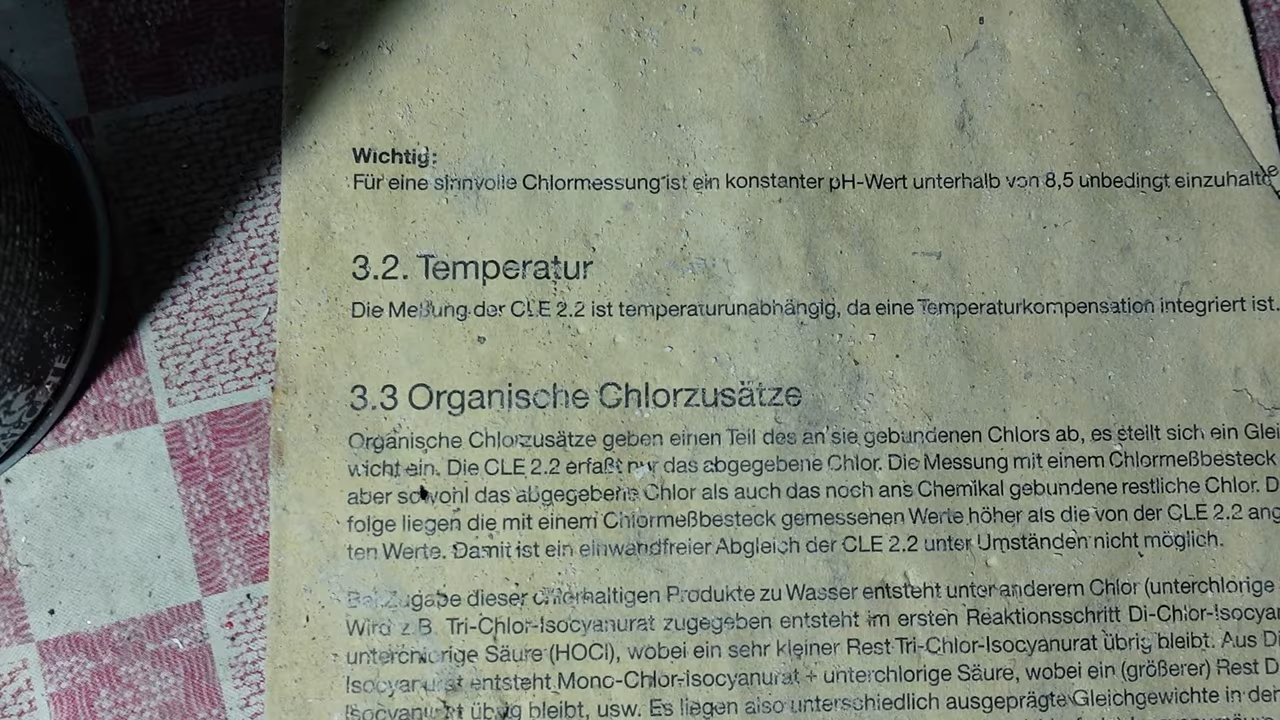 Wichtig:
Für eine sinnvolle Chlormessung ist ein konstanter pH-Wert unterhalb von 8,5 unbedingt einzuhalte
3.2. Temperatur
Die Meßung der CLE 2.2 ist temperaturunabhängig, da eine Temperaturkompensation integriert ist.
3.3 Organische Chlorzusätze
Organische Chlorzusätze geben einen Teil des an sie gebundenen Chlors ab, es stellt sich ein Glei
wicht ein. Die CLE 2.2 erfaßt nur das abgegebene Chlor. Die Messung mit einem Chlormeßbesteck
aber sowohl das abgegebene Chlor als auch das noch ans Chemikal gebundene restliche Chlor. D
folge liegen die mit einem Chlormeßbesteck gemessenen Werte höher als die von der CLE 2.2 ang
ten Werte. Damit ist ein einwandfreier Abgleich der CLE 2.2 unter Umständen nicht möglich.
Bei Zugabe dieser chlorhaltigen Produkte zu Wasser entsteht unter anderem Chlor (unterchlorige
Wird z.B. Tri-Chlor-Isocyanurat zugegeben entsteht im ersten Reaktionsschritt Di-Chlor-Isocya
unterchlorige Säure (HOCl), wobei ein sehr kleiner Rest Tri-Chlor-Isocyanurat übrig bleibt. Aus D
Isocyanurat entsteht Mono-Chlor-Isocyanurat + unterchlorige Säure, wobei ein (größerer) Rest D
Isocyanurat übrig bleibt, usw. Es liegen also unterschiedlich ausgeprägte Gleichgewichte in der